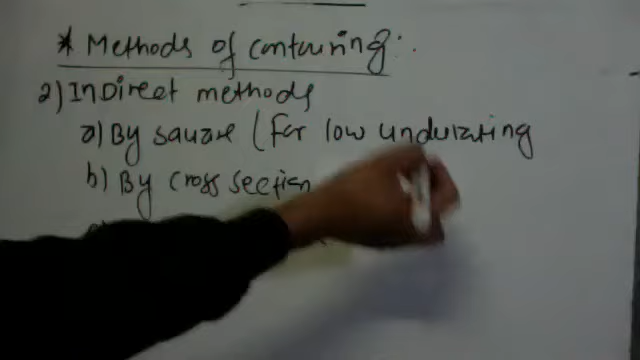 * Methods of contouring:
2) InDirect methods
a) By square (For low undulating
b) By cross section